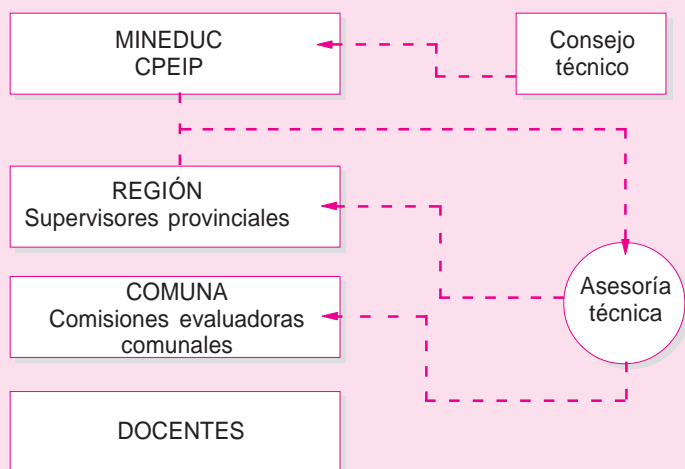 MINEDUC
CPEIP
Consejo
técnico
REGIÓN
Supervisores provinciales
COMUNA
Comisiones evaluadoras
comunales
Asesoría
técnica
DOCENTES